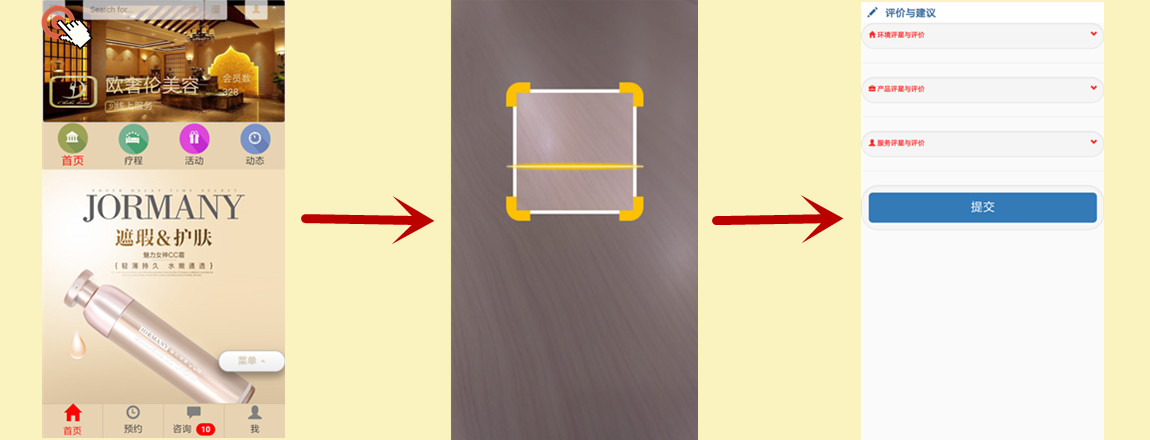 Search for...
欧奢伦美容
会员数
328
线上服务
首页
疗程
活动
动态
JORMANY
遮瑕&护肤
魅力女神CC霜
{ 轻薄持久 水嫩通透 }
JORMANY
菜单
首页
预约
咨询 10
我
评价与建议
环境评星与评价
产品评星与评价
服务评星与评价
提交